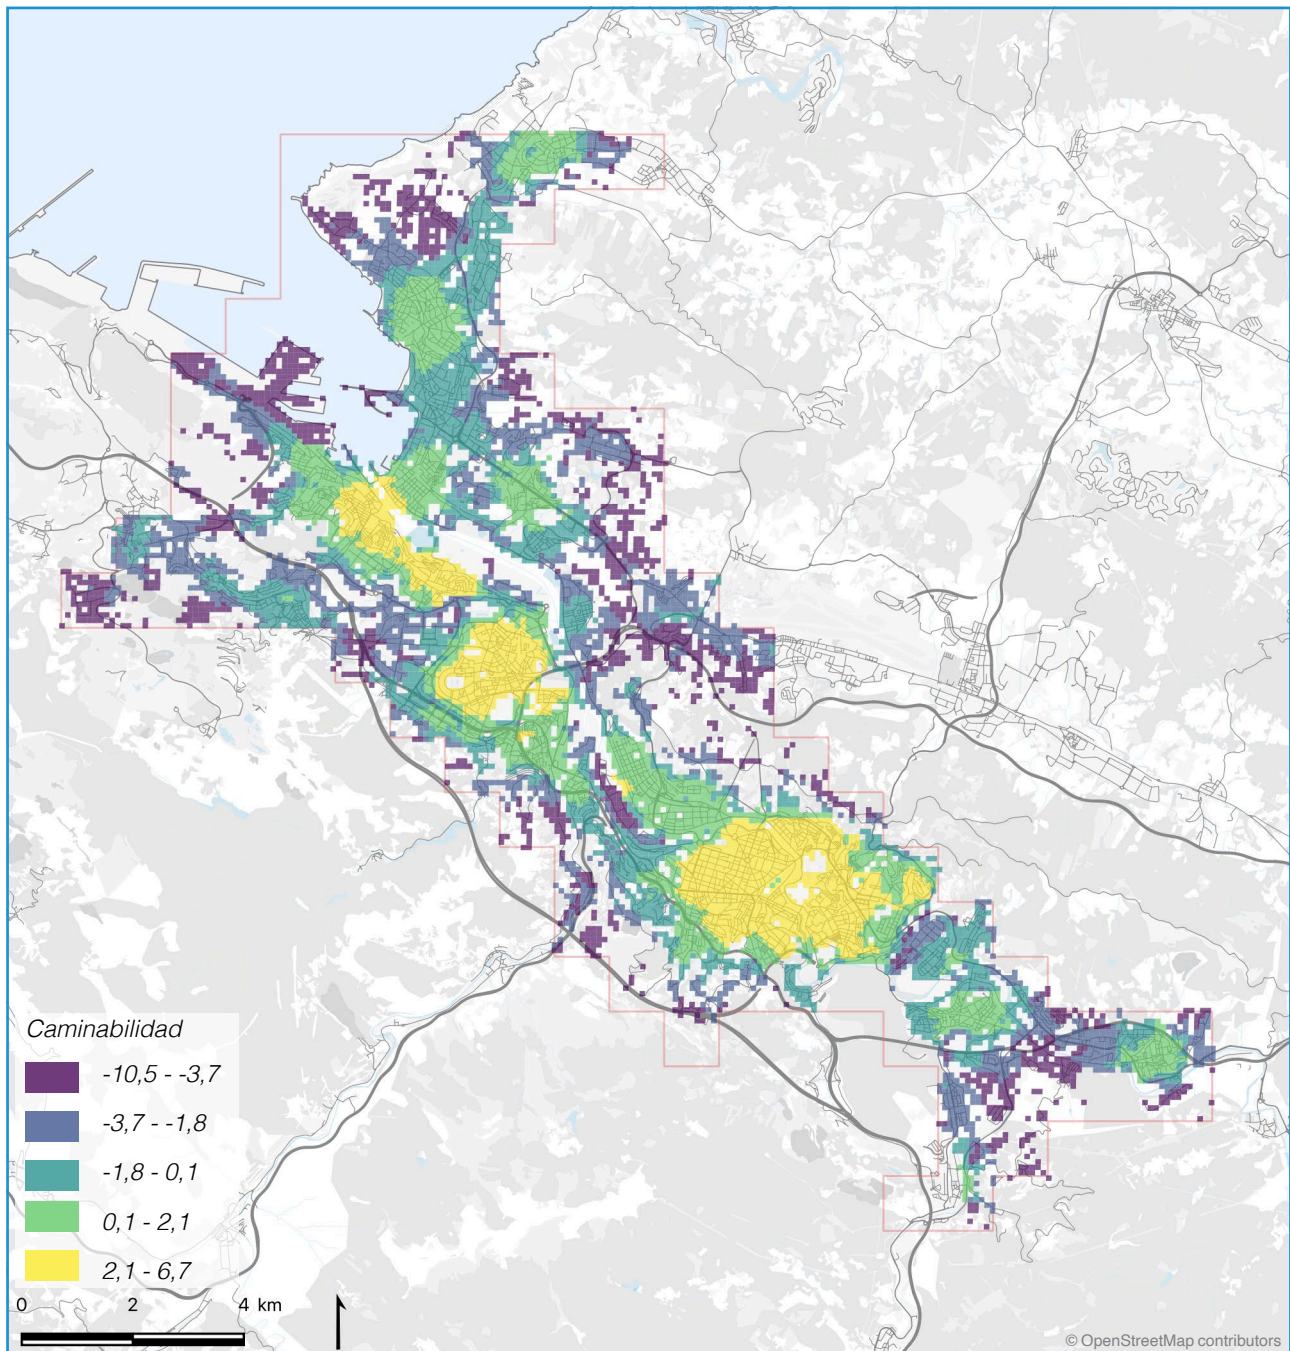 Caminabilidad
-10,5 - -3,7
-3,7 - -1,8
-1,8 - 0,1
0,1 - 2,1
2,1 - 6,7
0 2 4 km
© OpenStreetMap contributors